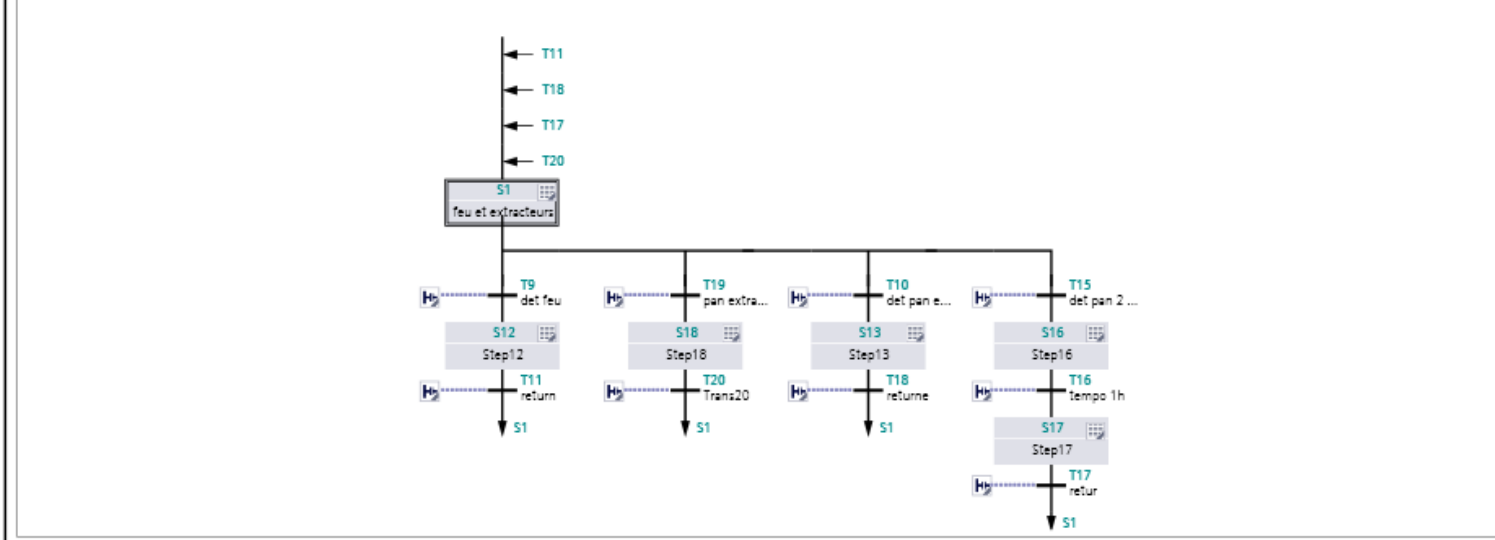 T11
T18
T17
T20
S1
feu et extracteurs
T9
det feu
T19
pan extra...
T10
det pan e...
T15
det pan 2 ...
S12
Step12
S18
Step18
S13
Step13
S16
Step16
T11
return
T20
Trans20
T18
returne
T16
tempo 1h
S1
S1
S1
S17
Step17
T17
retur
S1